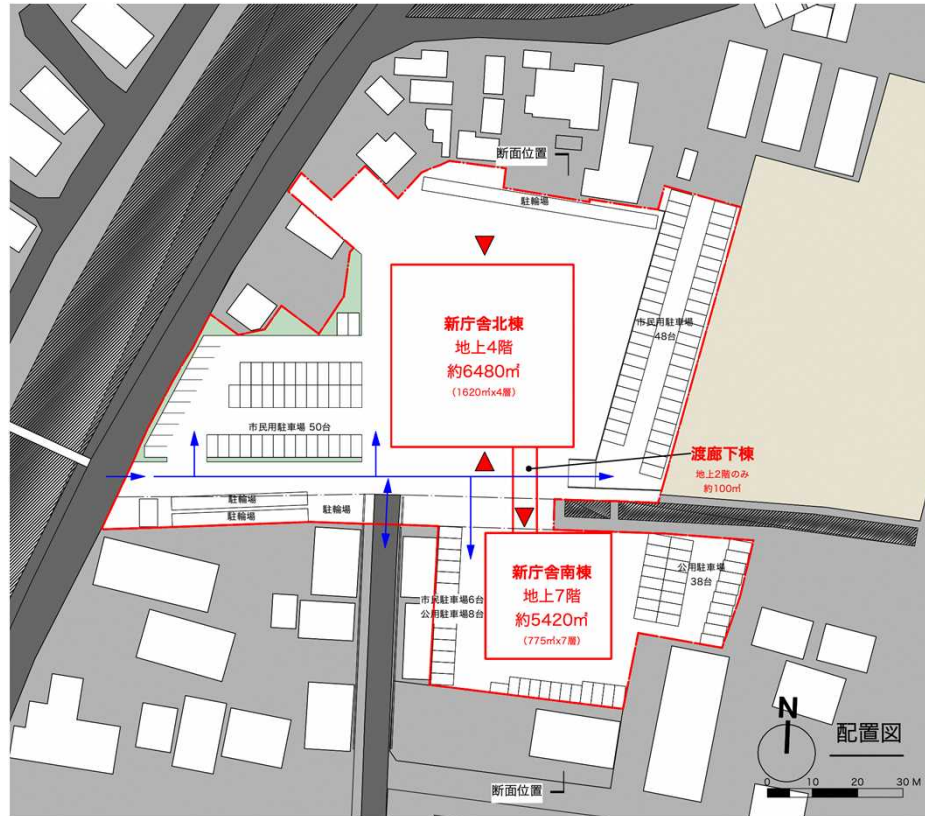 断面位置
駐輪場
新庁舎北棟
地上4階
約6480㎡
(1620㎡x4層)
市民用駐車場
48台
市民用駐車場 50台
渡廊下棟
地上2階のみ
約100㎡
駐輪場
駐輪場
駐輪場
新庁舎南棟
地上7階
約5420㎡
(775㎡x7層)
市民駐車場6台
公用駐車場8台
公用駐車場
38台
N
配置図
0 10 20 30 M
断面位置